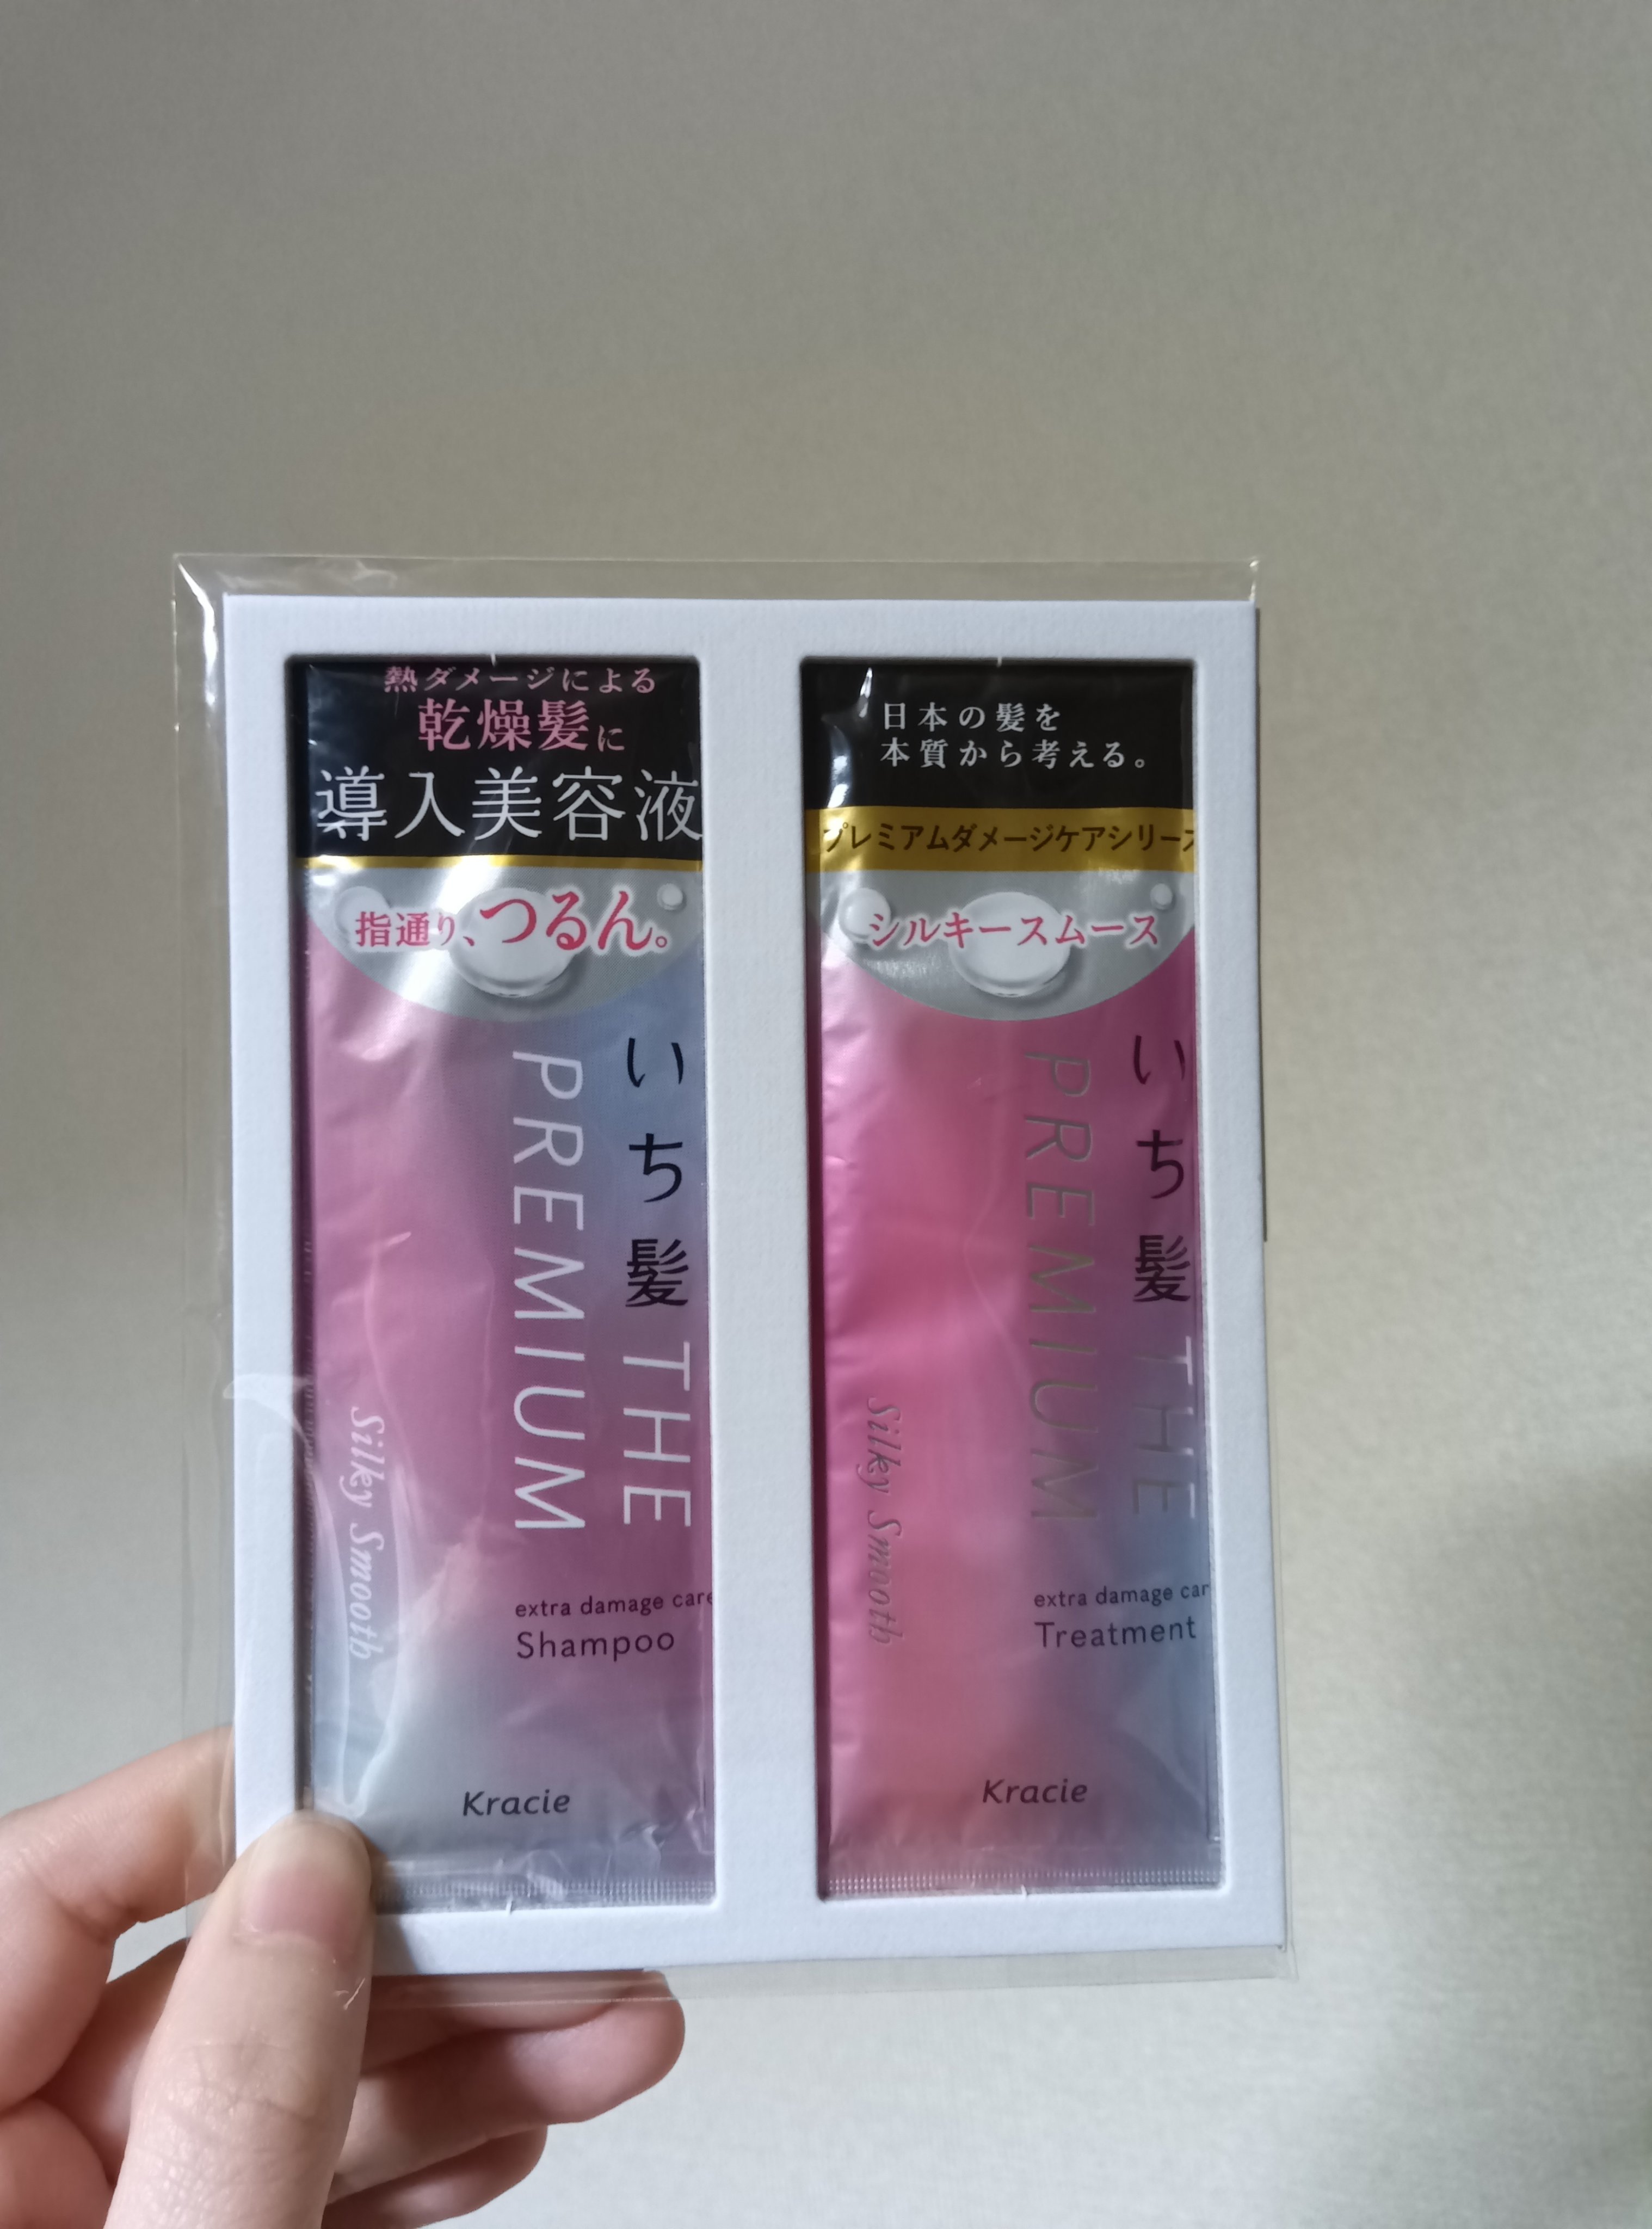 熱ダメージによる
乾燥髪に
導入美容液
指通り、つるん。
いち髪 THE
PREMIUM
Silky Smooth
extra damage care
Shampoo
Kracie
日本の髪を
本質から考える。
プレミアムダメージケアシリーズ
シルキースムース
いち髪 THE
PREMIUM
Silky Smooth
extra damage car
Treatment
Kracie